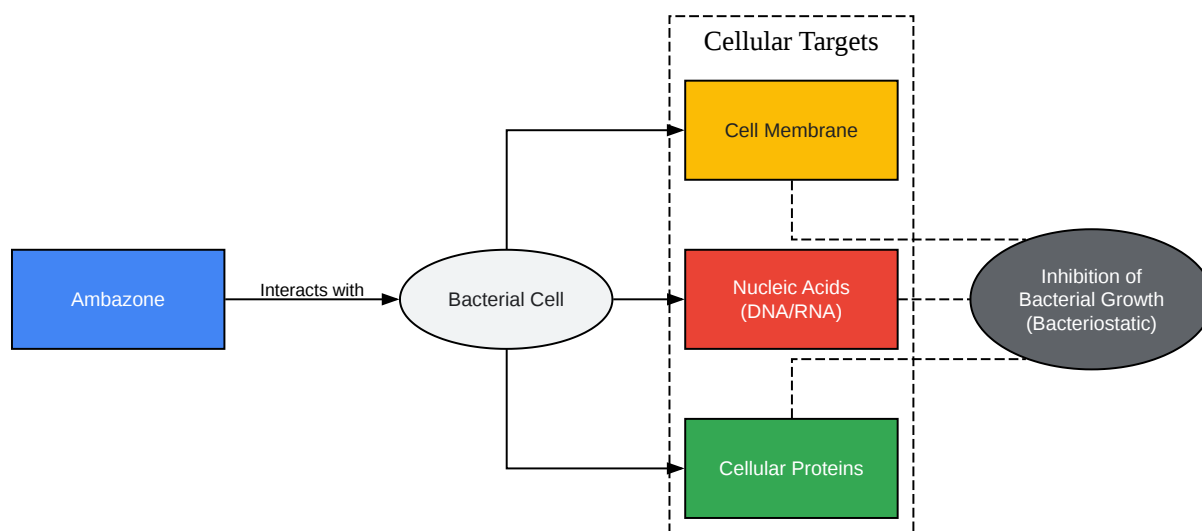 Cellular Targets
Cell Membrane
Ambazone
Interacts with
Bacterial Cell
Nucleic Acids
(DNA/RNA)
Inhibition of
Bacterial Growth
(Bacteriostatic)
Cellular Proteins